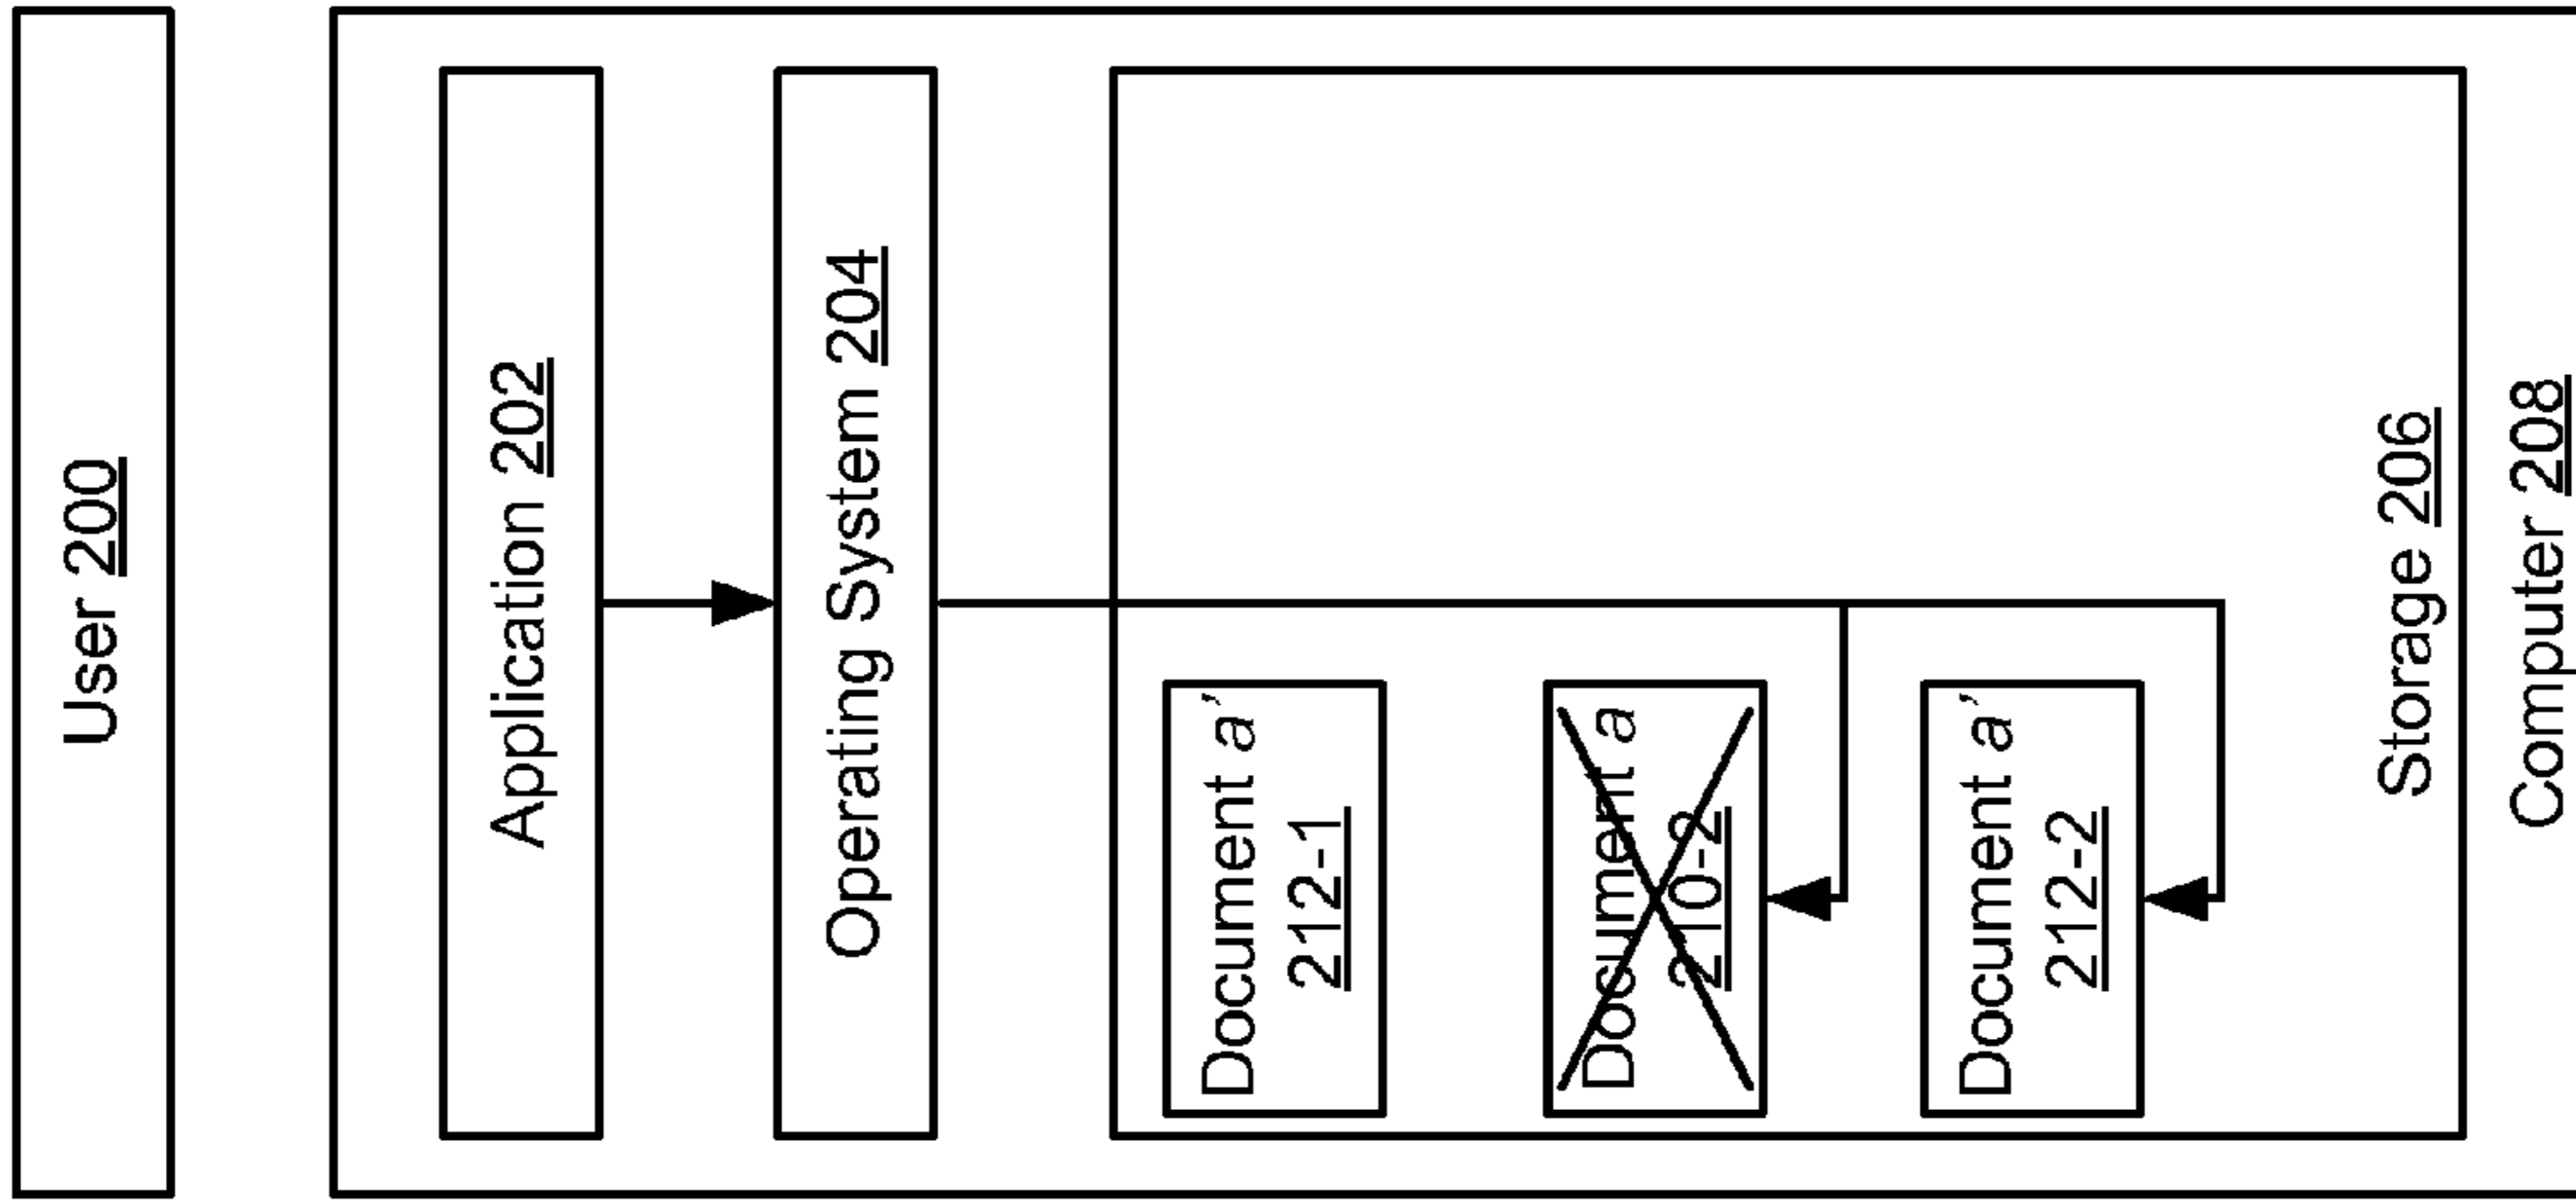 User 200
Application 202
Operating System 204
Document a'
212-1
Document a
210-2
Document a'
212-2
Storage 206
Computer 208